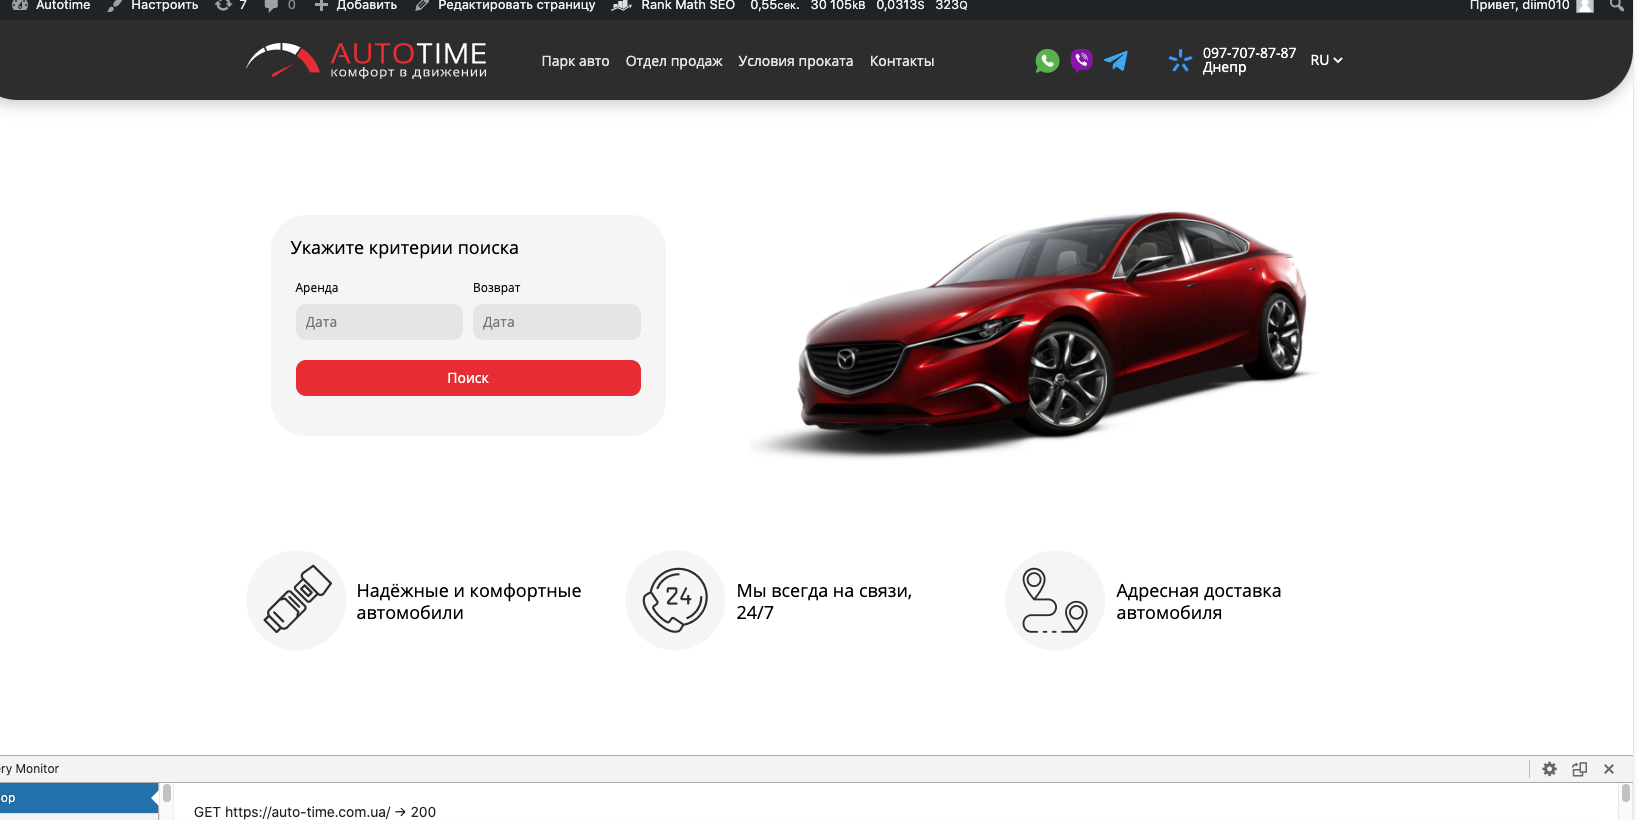 Autotime Настроить 7 0 Добавить Редактировать страницу Rank Math SEO 0,55сек. 30 105kB 0,0313S 323Q Привет, diim010
AUTOTIME
комфорт в движении
Парк авто Отдел продаж Условия проката Контакты
097-707-87-87
Днепр
RU
Укажите критерии поиска
Аренда Возврат
Дата Дата
Поиск
Надёжные и комфортные
автомобили
24
Мы всегда на связи,
24/7
Адресная доставка
автомобиля
ry Monitor
ор
GET https://auto-time.com.ua/ → 200